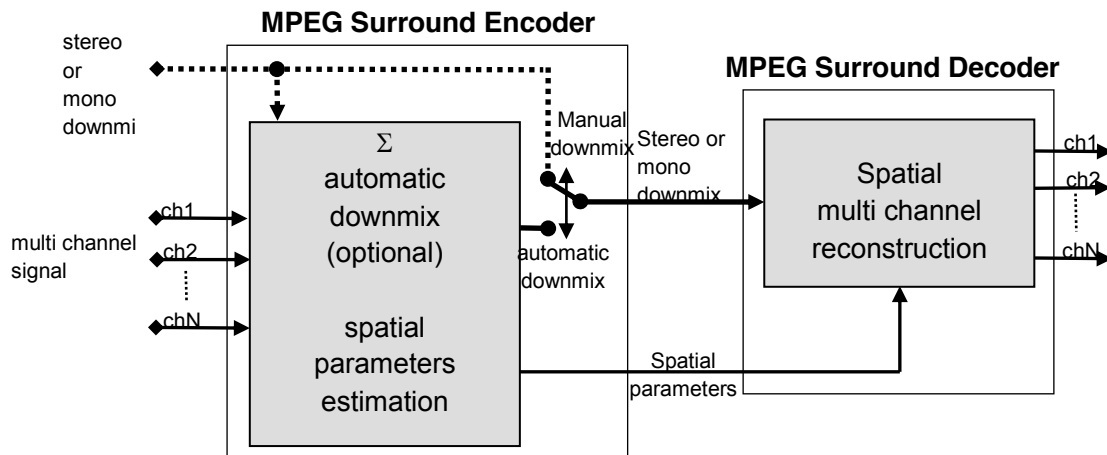 MPEG Surround Encoder
stereo
or
mono
downmi
MPEG Surround Decoder
Σ
automatic
downmix
(optional)
spatial
parameters
estimation
multi channel
signal
ch1
ch2
chN
Manual
downmix
automatic
downmix
Stereo or
mono
downmix
Spatial
parameters
Spatial
multi channel
reconstruction
ch1
ch2
chN